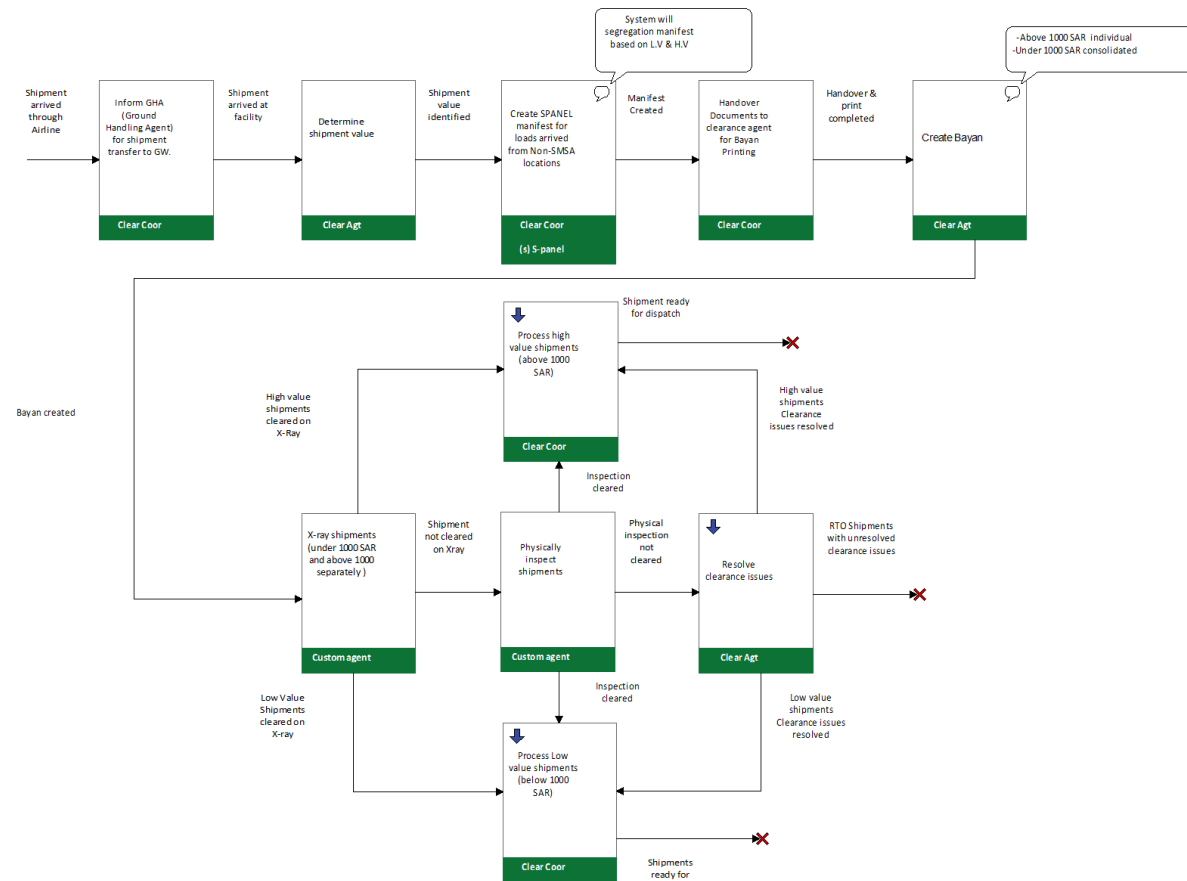 System will
segregation manifest
based on L.V & H.V
-Above 1000 SAR individual
-Under 1000 SAR consolidated
Shipment
arrived
through
Airline
Inform GHA
(Ground
Handling Agent)
for shipment
transfer to GW.
Clear Coor
Shipment
arrived at
facility
Determine
shipment value
Clear Agt
Shipment
value
identified
Create SPANEL
manifest for
loads arrived
from Non-SMSA
locations
Clear Coor
(s) S-panel
Manifest
Created
Handover
Documents to
clearance agent
for Bayan
Printing
Clear Coor
Handover &
print
completed
Create Bayan
Clear Agt
Bayan created
Process high
value shipments
(above 1000
SAR)
Clear Coor
Shipment ready
for dispatch
High value
shipments
cleared on
X-Ray
High value
shipments
Clearance
issues resolved
Inspection
cleared
X-ray shipments
(under 1000 SAR
and above 1000
separately )
Custom agent
Shipment
not cleared
on Xray
Physically
inspect
shipments
Custom agent
Physical
inspection
not
cleared
Resolve
clearance issues
Clear Agt
RTO Shipments
with unresolved
clearance issues
Low Value
Shipments
cleared on
X-ray
Inspection
cleared
Low value
shipments
Clearance issues
resolved
Process Low
value shipments
(below 1000
SAR)
Clear Coor
Shipments
ready for